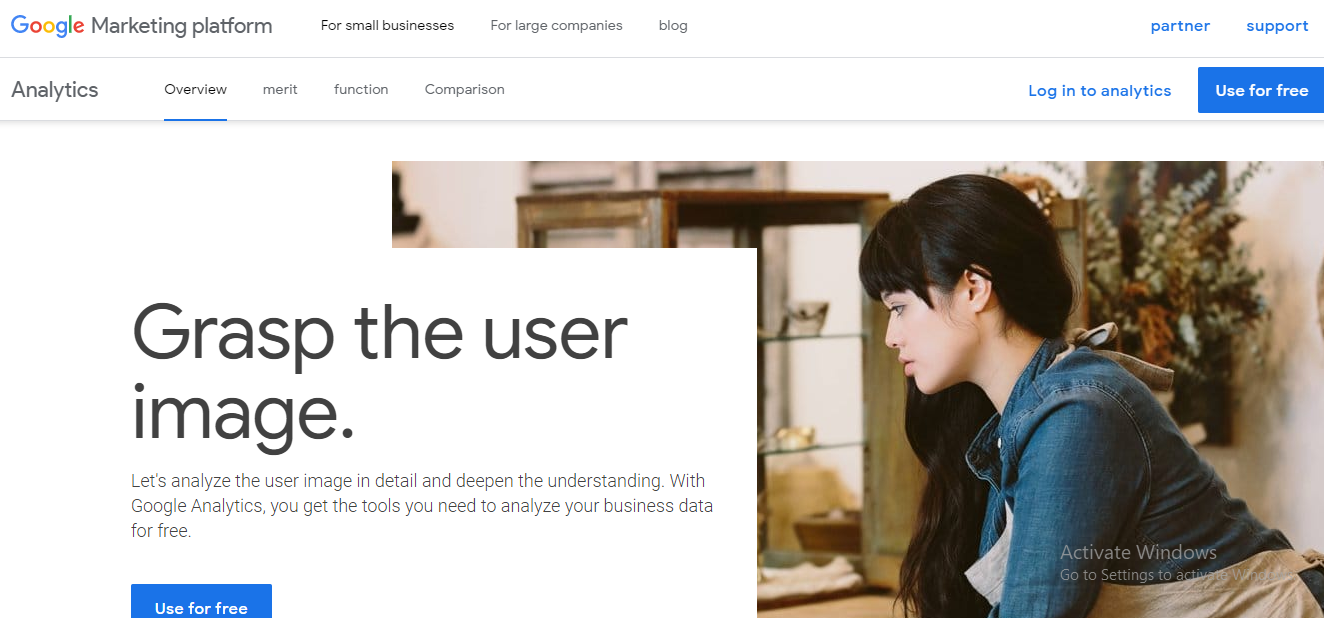 Google Marketing platform For small businesses For large companies blog partner support
Analytics Overview merit function Comparison Log in to analytics Use for free
Grasp the user
image.
Let's analyze the user image in detail and deepen the understanding. With
Google Analytics, you get the tools you need to analyze your business data
for free.
Use for free
Activate Windows
Go to Settings to activate Windows.